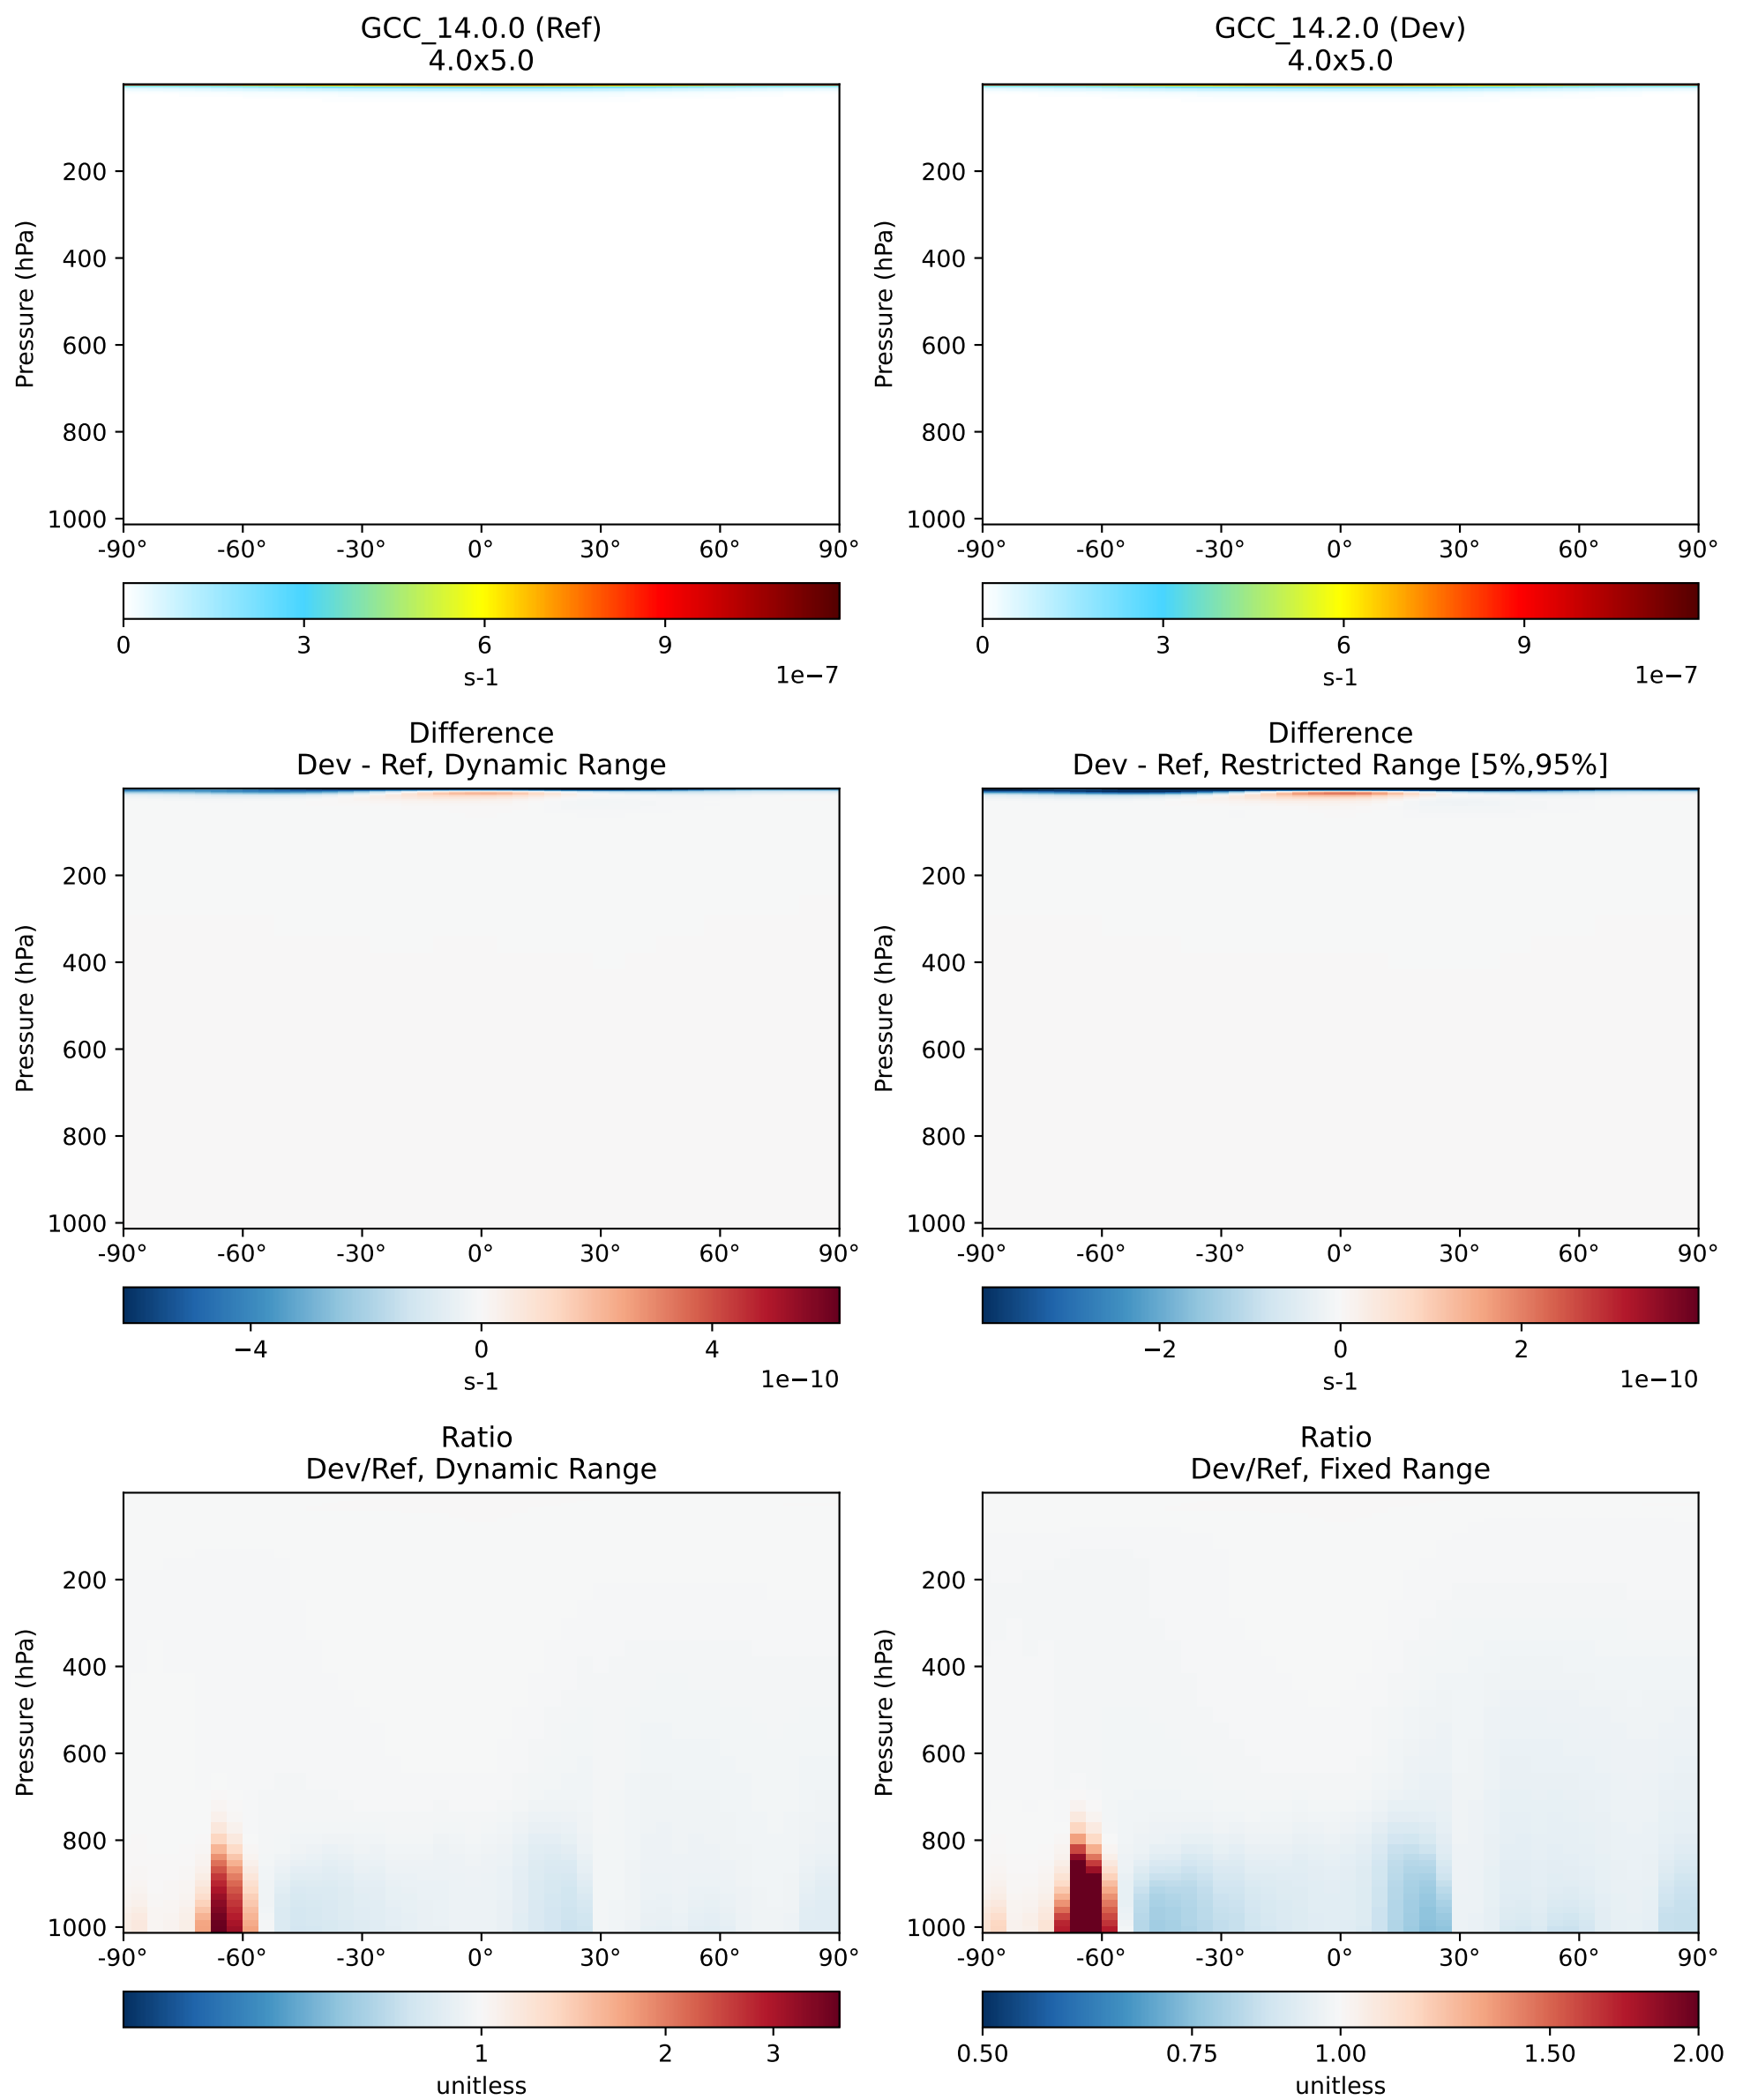 GCC_14.0.0 (Ref)
4.0x5.0
Pressure (hPa)
200
400
600
800
1000
-90° -60° -30° 0° 30° 60° 90°
0 3 6 9
s-1
1e−7
GCC_14.2.0 (Dev)
4.0x5.0
Pressure (hPa)
200
400
600
800
1000
-90° -60° -30° 0° 30° 60° 90°
0 3 6 9
s-1
1e−7
Difference
Dev - Ref, Dynamic Range
Pressure (hPa)
200
400
600
800
1000
-90° -60° -30° 0° 30° 60° 90°
−4 0 4
s-1
1e−10
Difference
Dev - Ref, Restricted Range [5%,95%]
Pressure (hPa)
200
400
600
800
1000
-90° -60° -30° 0° 30° 60° 90°
−2 0 2
s-1
1e−10
Ratio
Dev/Ref, Dynamic Range
Pressure (hPa)
200
400
600
800
1000
-90° -60° -30° 0° 30° 60° 90°
1 2 3
unitless
Ratio
Dev/Ref, Fixed Range
Pressure (hPa)
200
400
600
800
1000
-90° -60° -30° 0° 30° 60° 90°
0.50 0.75 1.00 1.50 2.00
unitless